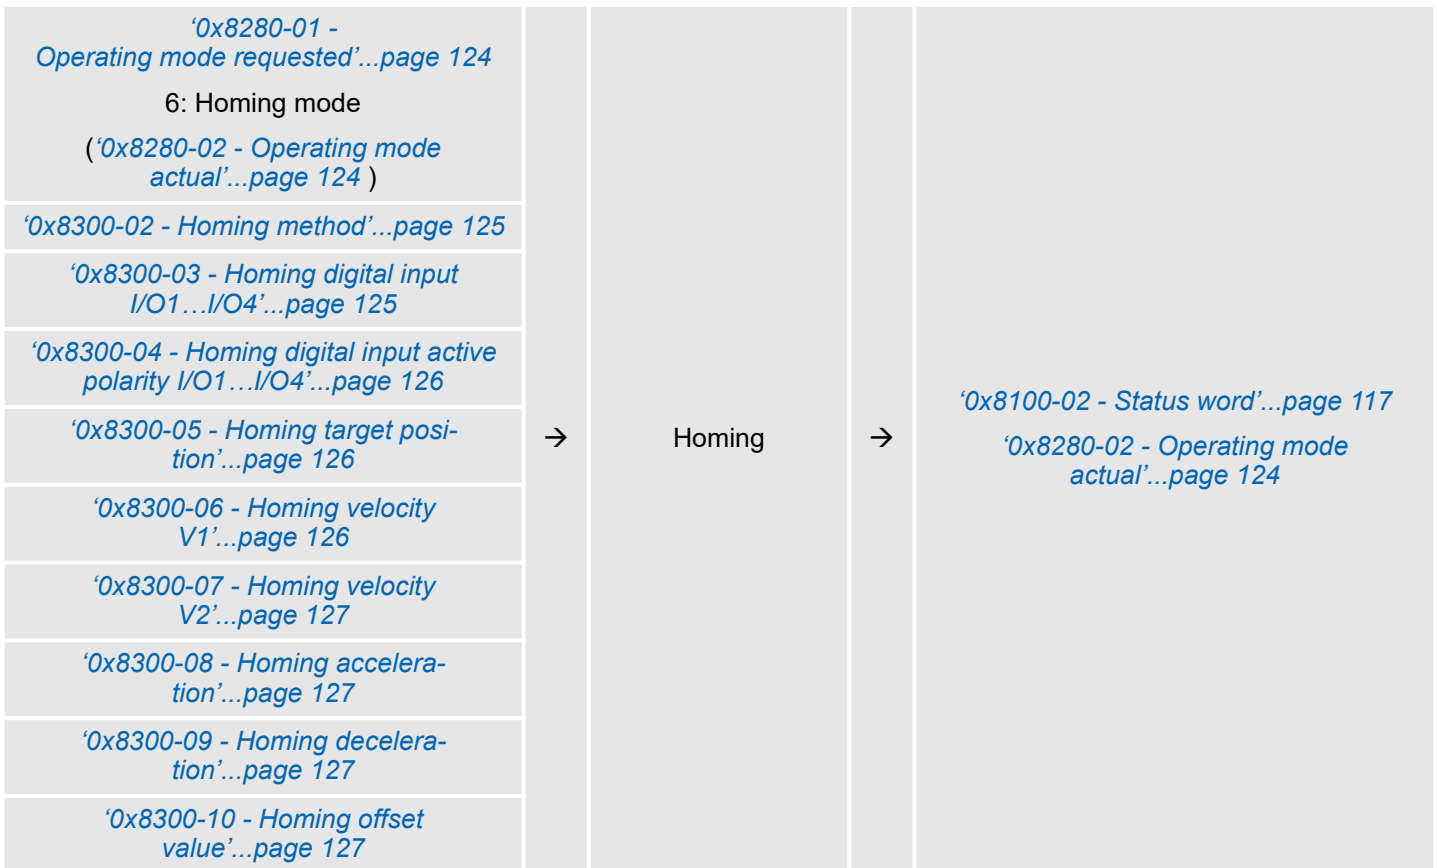 ‘0x8280-01 -
Operating mode requested’...page 124
6: Homing mode
(‘0x8280-02 - Operating mode
actual’...page 124 )
‘0x8300-02 - Homing method’...page 125
‘0x8300-03 - Homing digital input
I/O1…I/O4’...page 125
‘0x8300-04 - Homing digital input active
polarity I/O1…I/O4’...page 126
‘0x8300-05 - Homing target posi-
tion’...page 126
‘0x8300-06 - Homing velocity
V1’...page 126
‘0x8300-07 - Homing velocity
V2’...page 127
‘0x8300-08 - Homing accelera-
tion’...page 127
‘0x8300-09 - Homing decelera-
tion’...page 127
‘0x8300-10 - Homing offset
value’...page 127
→
Homing
→
‘0x8100-02 - Status word’...page 117
‘0x8280-02 - Operating mode
actual’...page 124